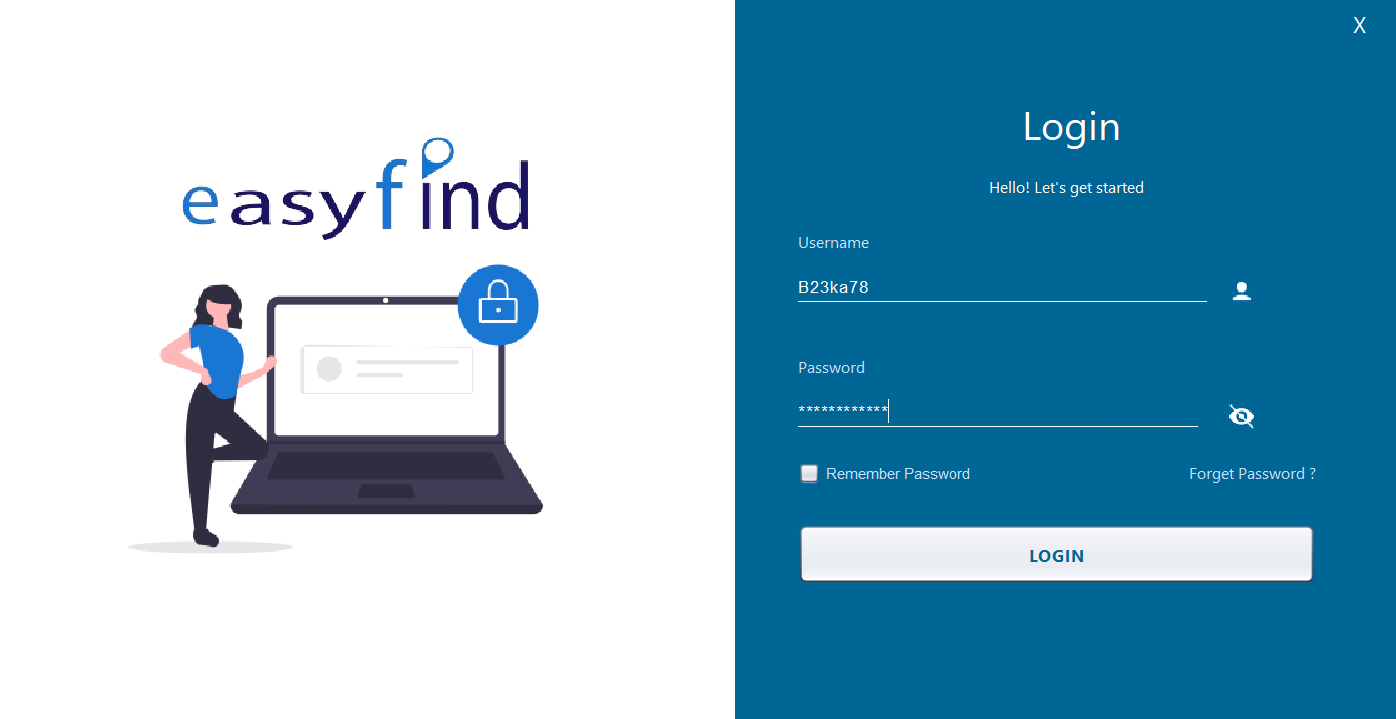 easyfind
X
Login
Hello! Let's get started
Username
B23ka78
Password
************
Remember Password
Forget Password ?
LOGIN